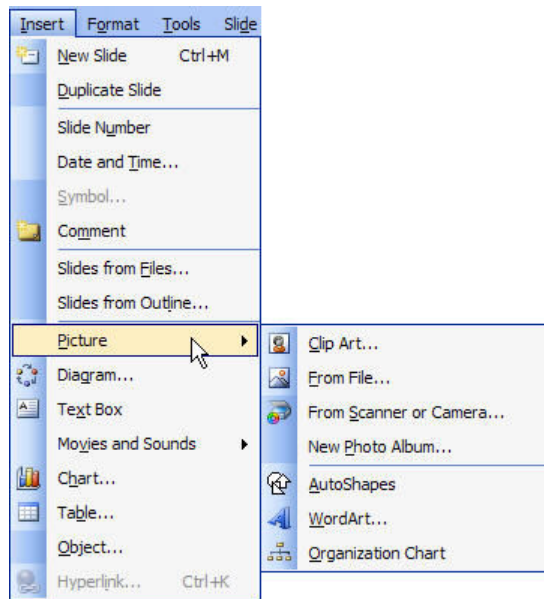 Insert Format Tools Slide
New Slide Ctrl+M
Duplicate Slide
Slide Number
Date and Time...
Symbol...
Comment
Slides from Files...
Slides from Outline...
Picture
Diagram...
Text Box
Movies and Sounds
Chart...
Table...
Object...
Hyperlink... Ctrl+K
Clip Art...
From File...
From Scanner or Camera...
New Photo Album...
AutoShapes
WordArt...
Organization Chart